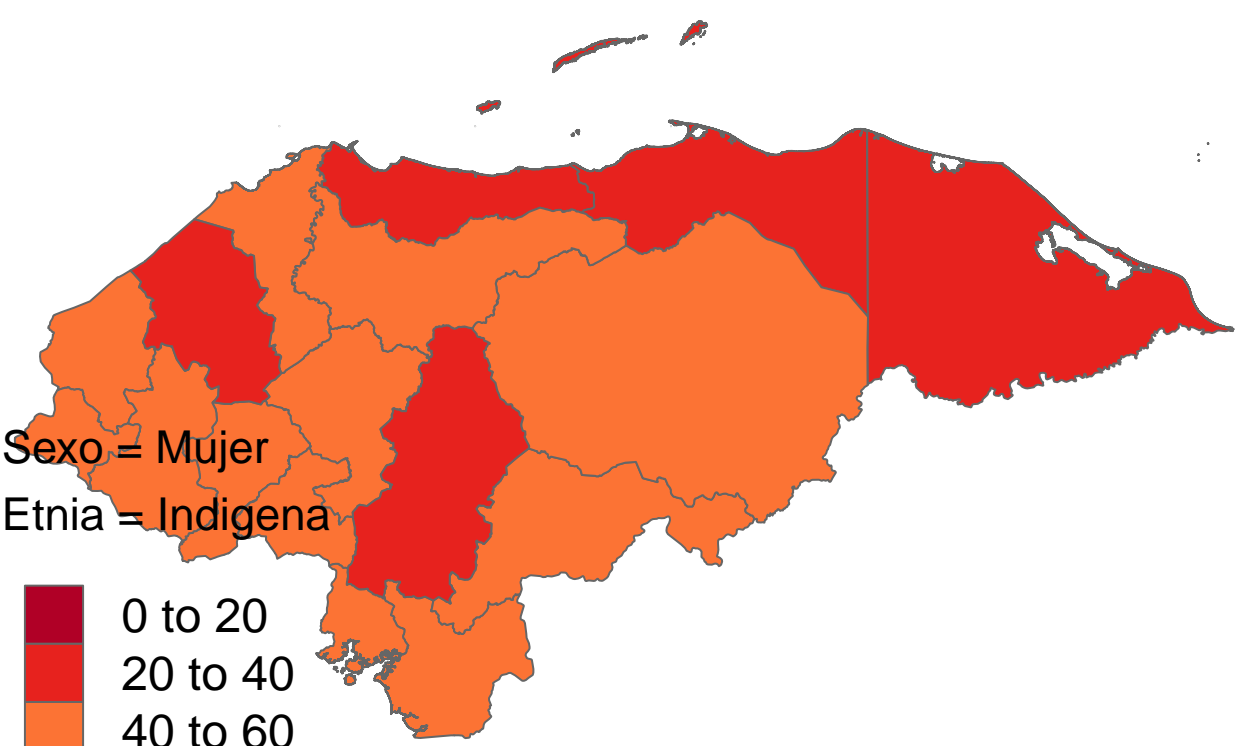 Sexo = Mujer
Etnia = Indigena
0 to 20
20 to 40
40 to 60